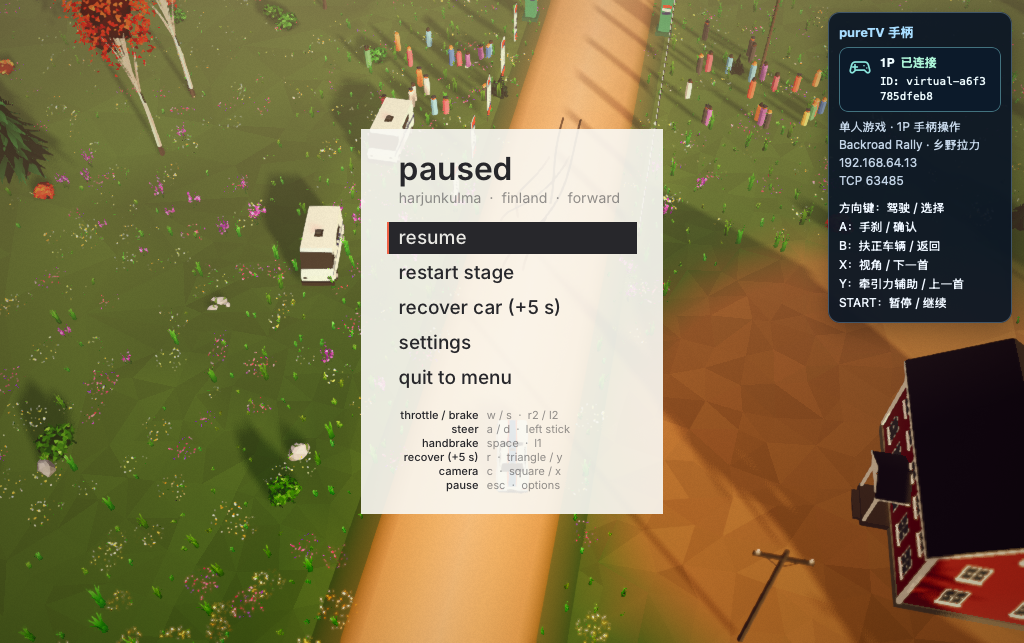 paused
harjunkulma · finland · forward
resume
restart stage
recover car (+5 s)
settings
quit to menu
throttle / brake w / s · r2 / l2
steer a / d · left stick
handbrake space · l1
recover (+5 s) r · triangle / y
camera c · square / x
pause esc · options
pureTV 手柄
1P 已连接
ID: virtual-a6f3
785dfeb8
单人游戏 · 1P 手柄操作
Backroad Rally · 乡野拉力
192.168.64.13
TCP 63485
方向键：驾驶 / 选择
A：手刹 / 确认
B：扶正车辆 / 返回
X：视角 / 下一首
Y：牵引力辅助 / 上一首
START：暂停 / 继续